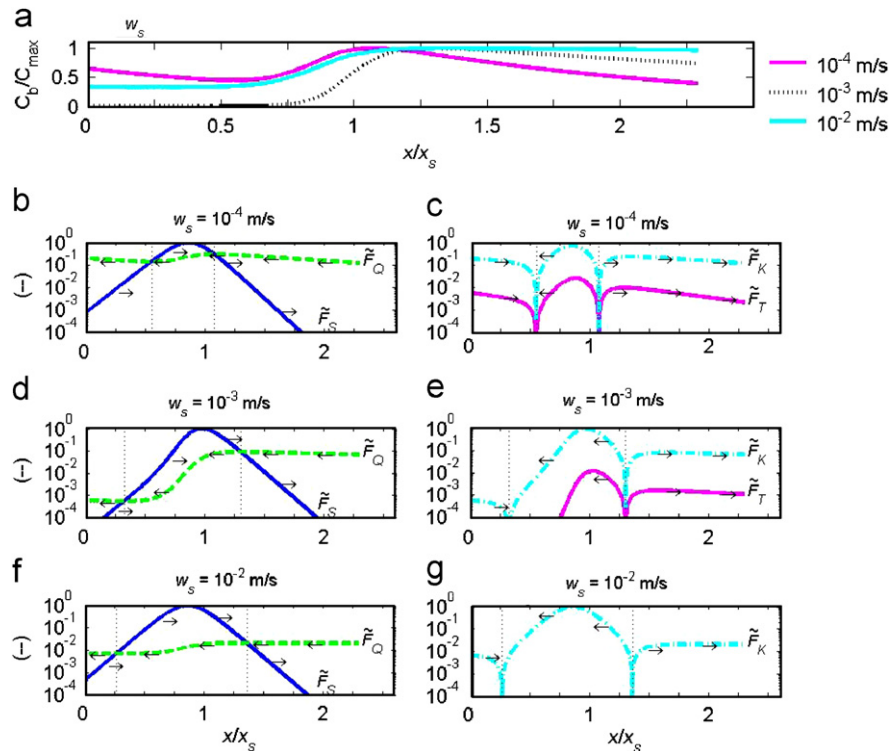 a
w_s
C_b/C_max
1
0.5
0
0 0.5 1 1.5 2
x/x_s
10^-4 m/s
10^-3 m/s
10^-2 m/s
b
w_s = 10^-4 m/s
(–)
10^0
10^-1
10^-2
10^-3
10^-4
F̃_Q
F̃_S
0 1 2
c
w_s = 10^-4 m/s
10^0
10^-1
10^-2
10^-3
10^-4
F̃_K
F̃_T
0 1 2
d
w_s = 10^-3 m/s
(–)
10^0
10^-1
10^-2
10^-3
10^-4
F̃_Q
F̃_S
0 1 2
e
w_s = 10^-3 m/s
10^0
10^-1
10^-2
10^-3
10^-4
F̃_K
F̃_T
0 1 2
f
w_s = 10^-2 m/s
(–)
10^0
10^-1
10^-2
10^-3
10^-4
F̃_Q
F̃_S
0 1 2
x/x_s
g
w_s = 10^-2 m/s
10^0
10^-1
10^-2
10^-3
10^-4
F̃_K
0 1 2
x/x_s